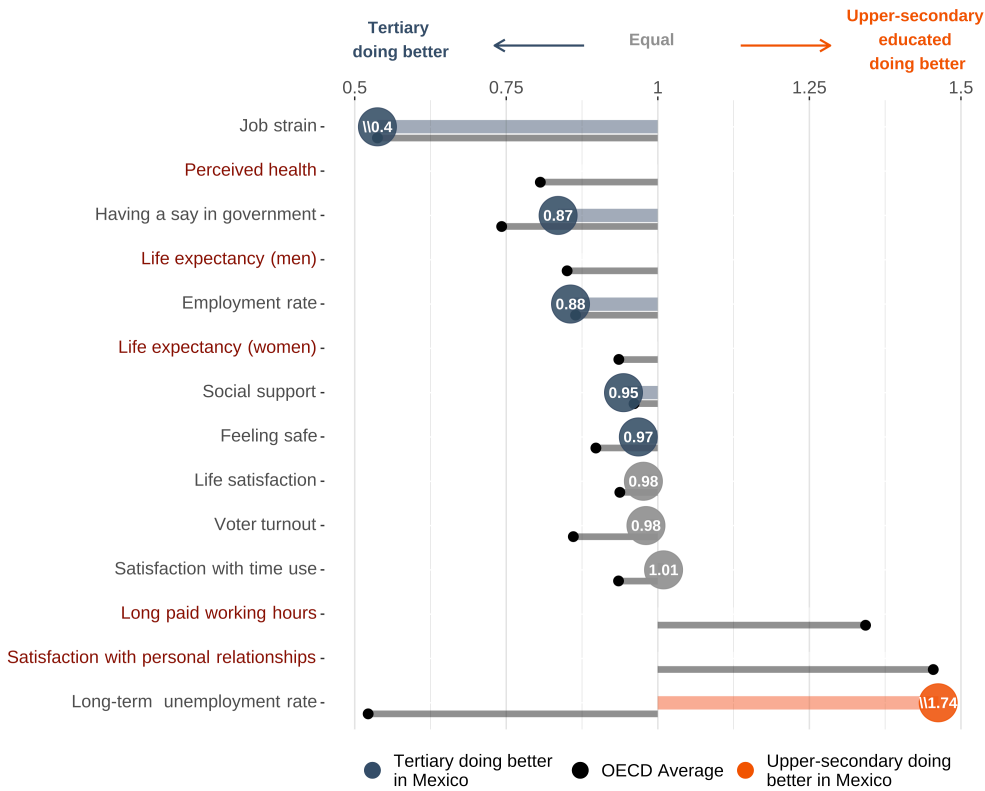 Tertiary
doing better
Equal
Upper-secondary
educated
doing better
0.5 0.75 1 1.25 1.5
Job strain
\\0.4
Perceived health
Having a say in government
0.87
Life expectancy (men)
Employment rate
0.88
Life expectancy (women)
Social support
0.95
Feeling safe
0.97
Life satisfaction
0.98
Voter turnout
0.98
Satisfaction with time use
1.01
Long paid working hours
Satisfaction with personal relationships
Long-term unemployment rate
\\1.74
Tertiary doing better
in Mexico
OECD Average
Upper-secondary doing
better in Mexico